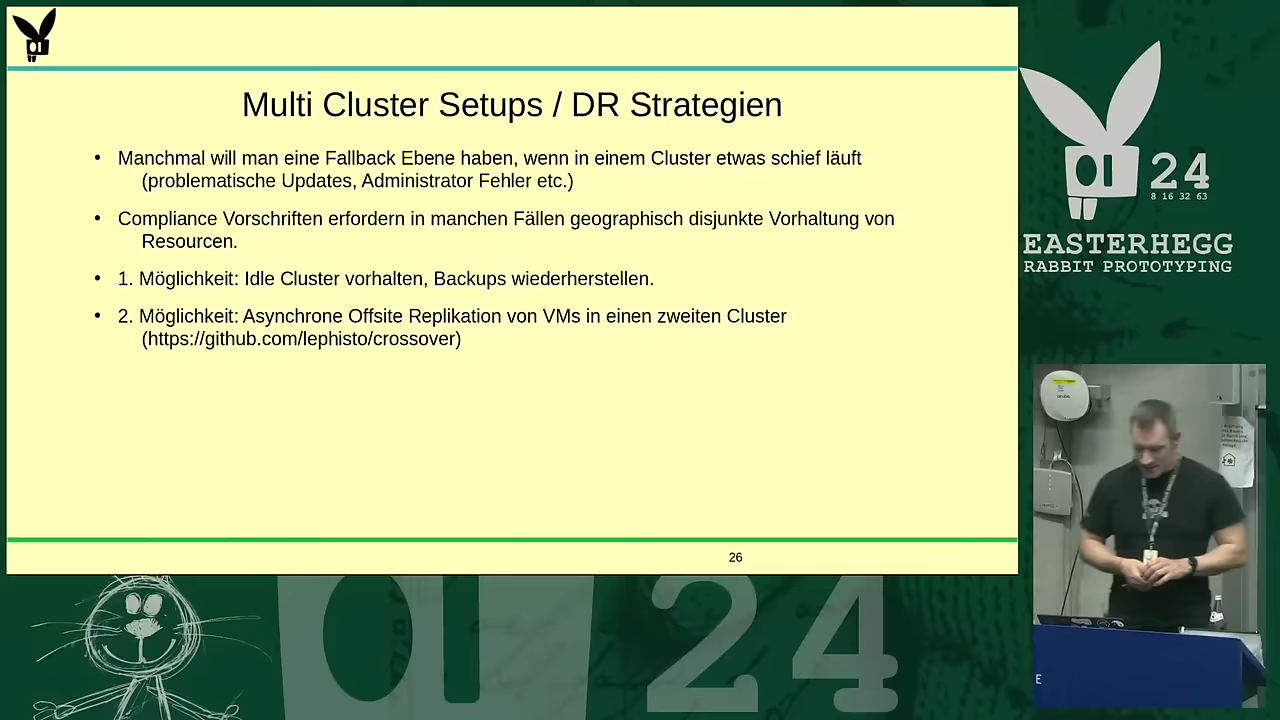 Multi Cluster Setups / DR Strategien
• Manchmal will man eine Fallback Ebene haben, wenn in einem Cluster etwas schief läuft
(problematische Updates, Administrator Fehler etc.)
• Compliance Vorschriften erfordern in manchen Fällen geographisch disjunkte Vorhaltung von
Resourcen.
• 1. Möglichkeit: Idle Cluster vorhalten, Backups wiederherstellen.
• 2. Möglichkeit: Asynchrone Offsite Replikation von VMs in einen zweiten Cluster
(https://github.com/lephisto/crossover)
26
24
8 16 32 63
EASTERHEGG
RABBIT PROTOTYPING
aruba
E
24